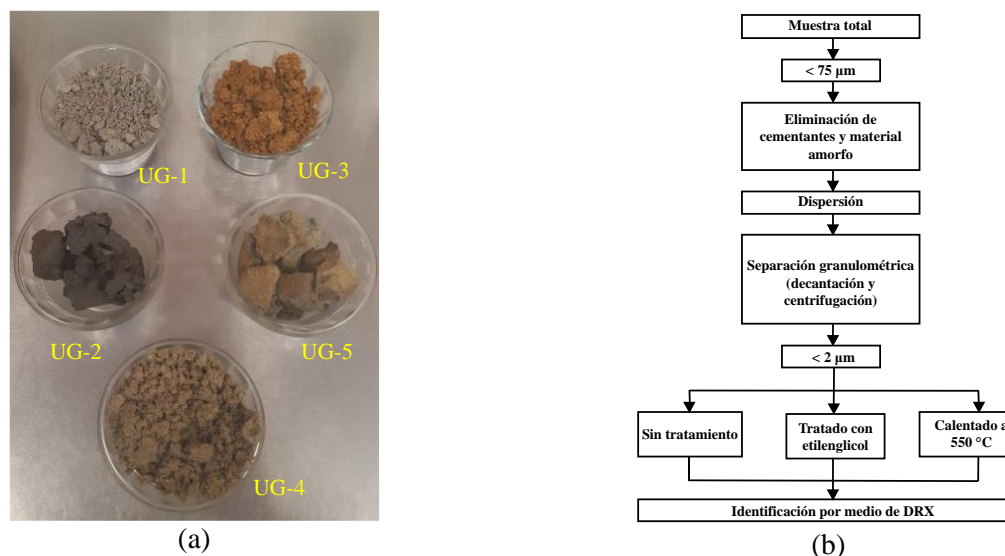 UG-1
UG-3
UG-2
UG-5
UG-4
(a)
Muestra total
< 75 µm
Eliminación de
cementantes y material
amorfo
Dispersión
Separación granulométrica
(decantación y
centrifugación)
< 2 µm
Sin tratamiento
Tratado con
etilenglicol
Calentado a
550 °C
Identificación por medio de DRX
(b)